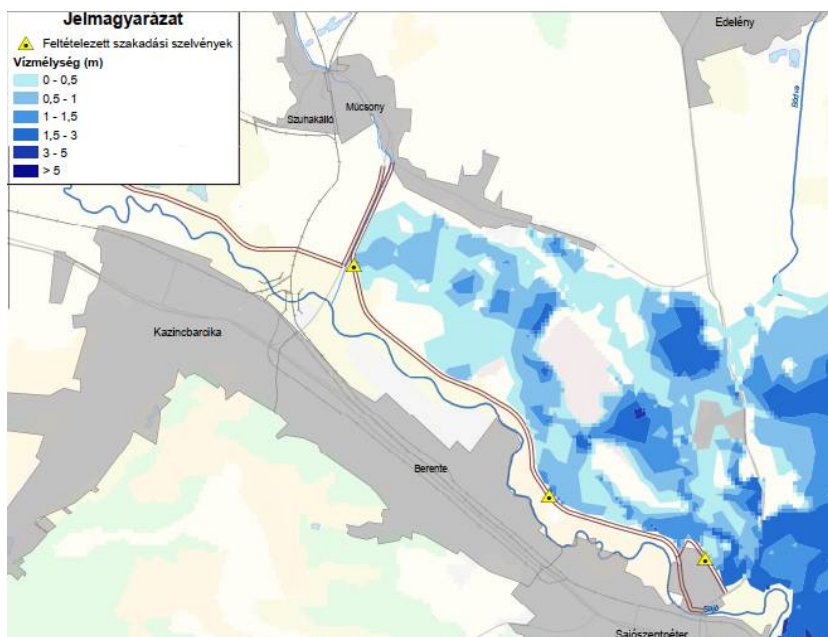 Jelmagyarázat
Feltételezett szakadási szelvények
Vízmélység (m)
0 - 0,5
0,5 - 1
1 - 1,5
1,5 - 3
3 - 5
> 5
Edelény
Bódva
Múcsony
Szuhakálló
Kazincbarcika
Berente
Sajó
Sajószentpéter